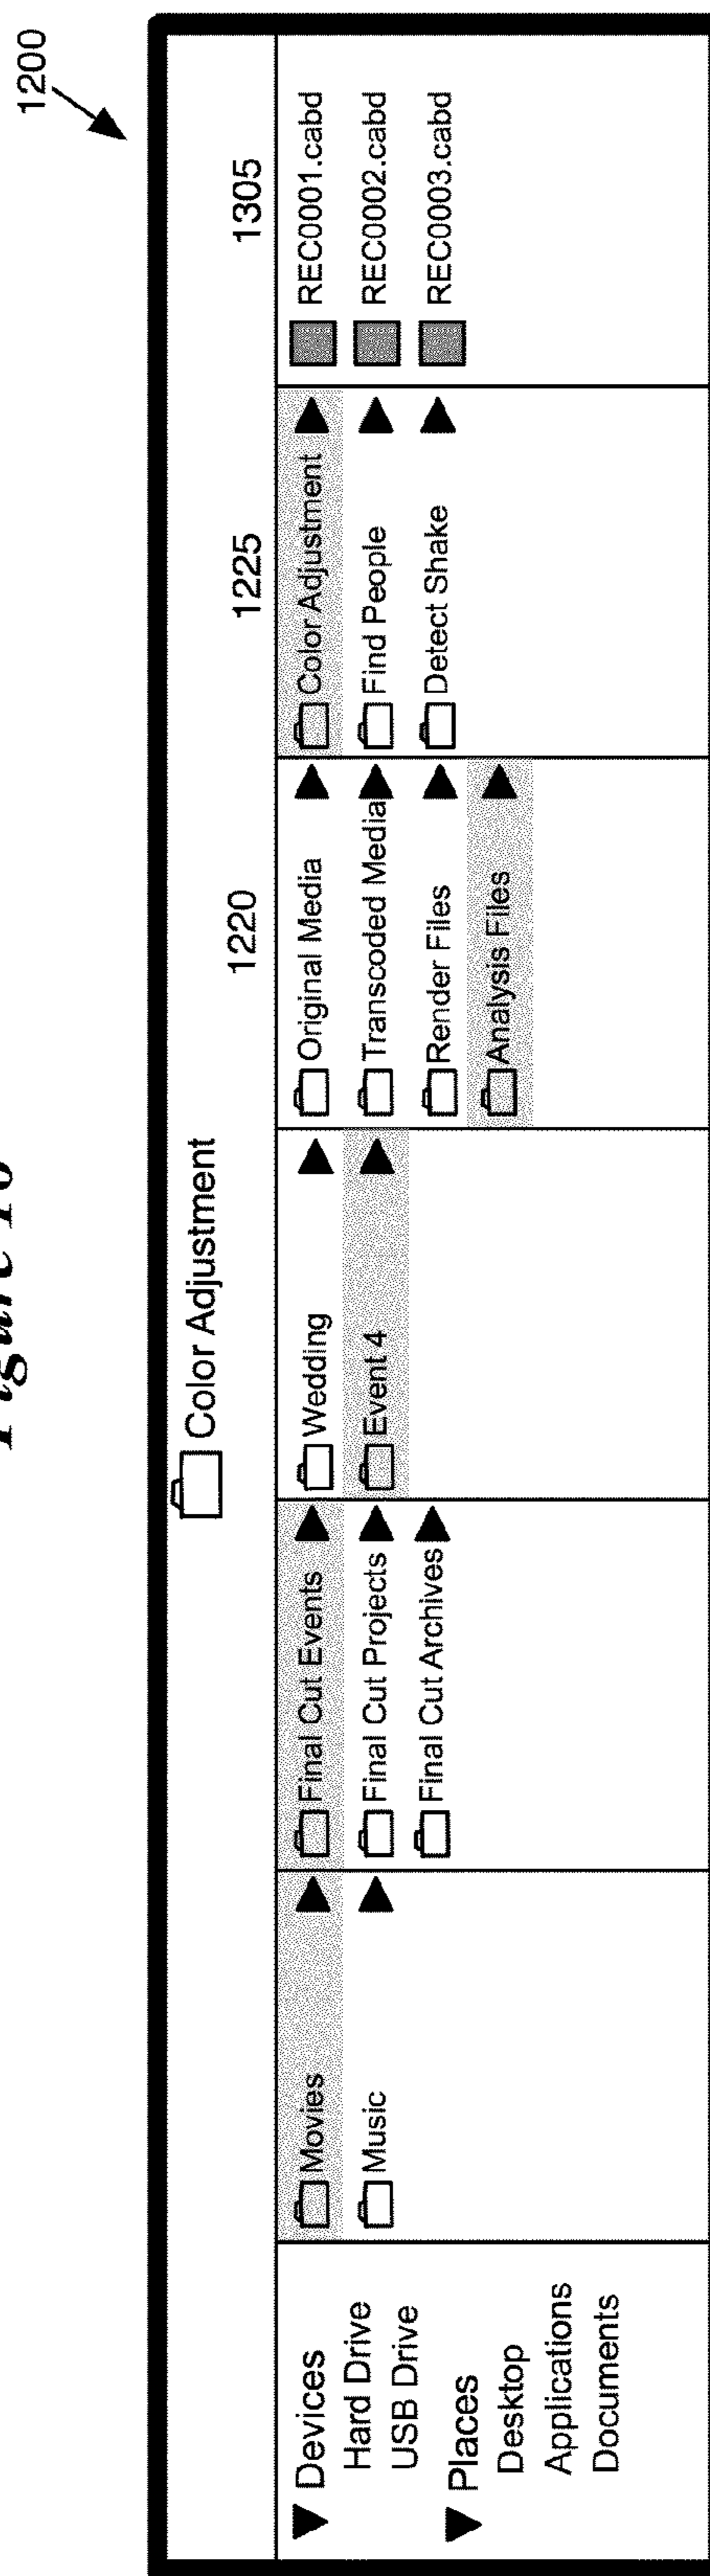 1200
Color Adjustment
1220
1225
1305
Devices
Hard Drive
USB Drive
Places
Desktop
Applications
Documents
Movies
Music
Final Cut Events
Final Cut Projects
Final Cut Archives
Wedding
Event 4
Original Media
Transcoded Media
Render Files
Analysis Files
Color Adjustment
Find People
Detect Shake
REC0001.cabd
REC0002.cabd
REC0003.cabd